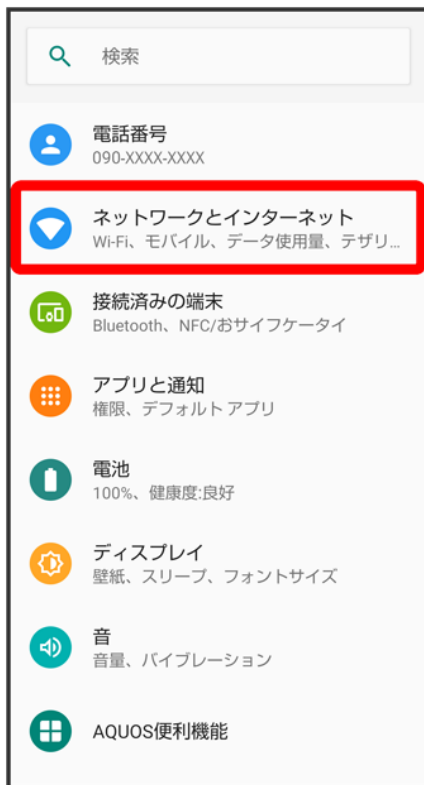 検索
電話番号
090-XXXX-XXXX
ネットワークとインターネット
Wi-Fi、モバイル、データ使用量、テザリ...
接続済みの端末
Bluetooth、NFC/おサイフケータイ
アプリと通知
権限、デフォルト アプリ
電池
100%、健康度:良好
ディスプレイ
壁紙、スリープ、フォントサイズ
音
音量、バイブレーション
AQUOS便利機能